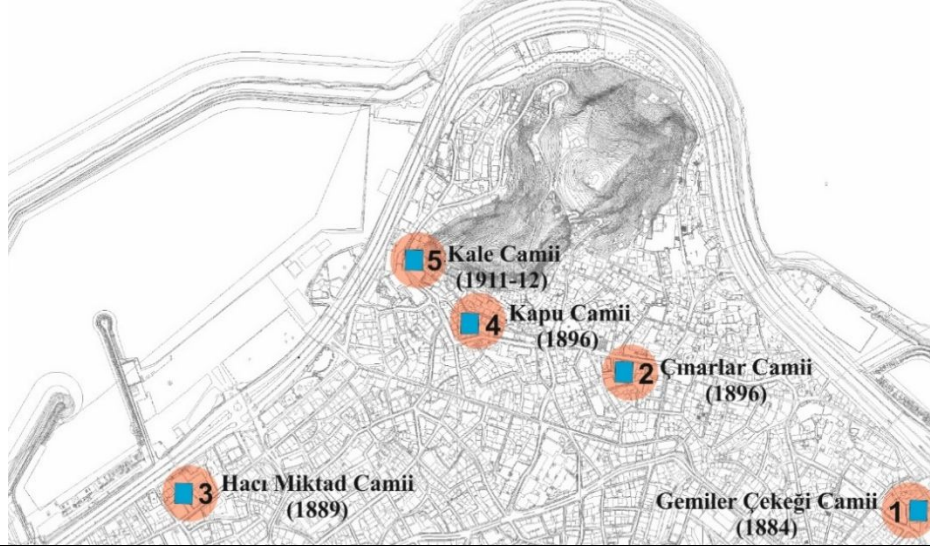 5 Kale Camii
(1911-12)
4 Kapu Camii
(1896)
2 Çınarlar Camii
(1896)
3 Hacı Miktad Camii
(1889)
Gemiler Çekeği Camii 1
(1884)